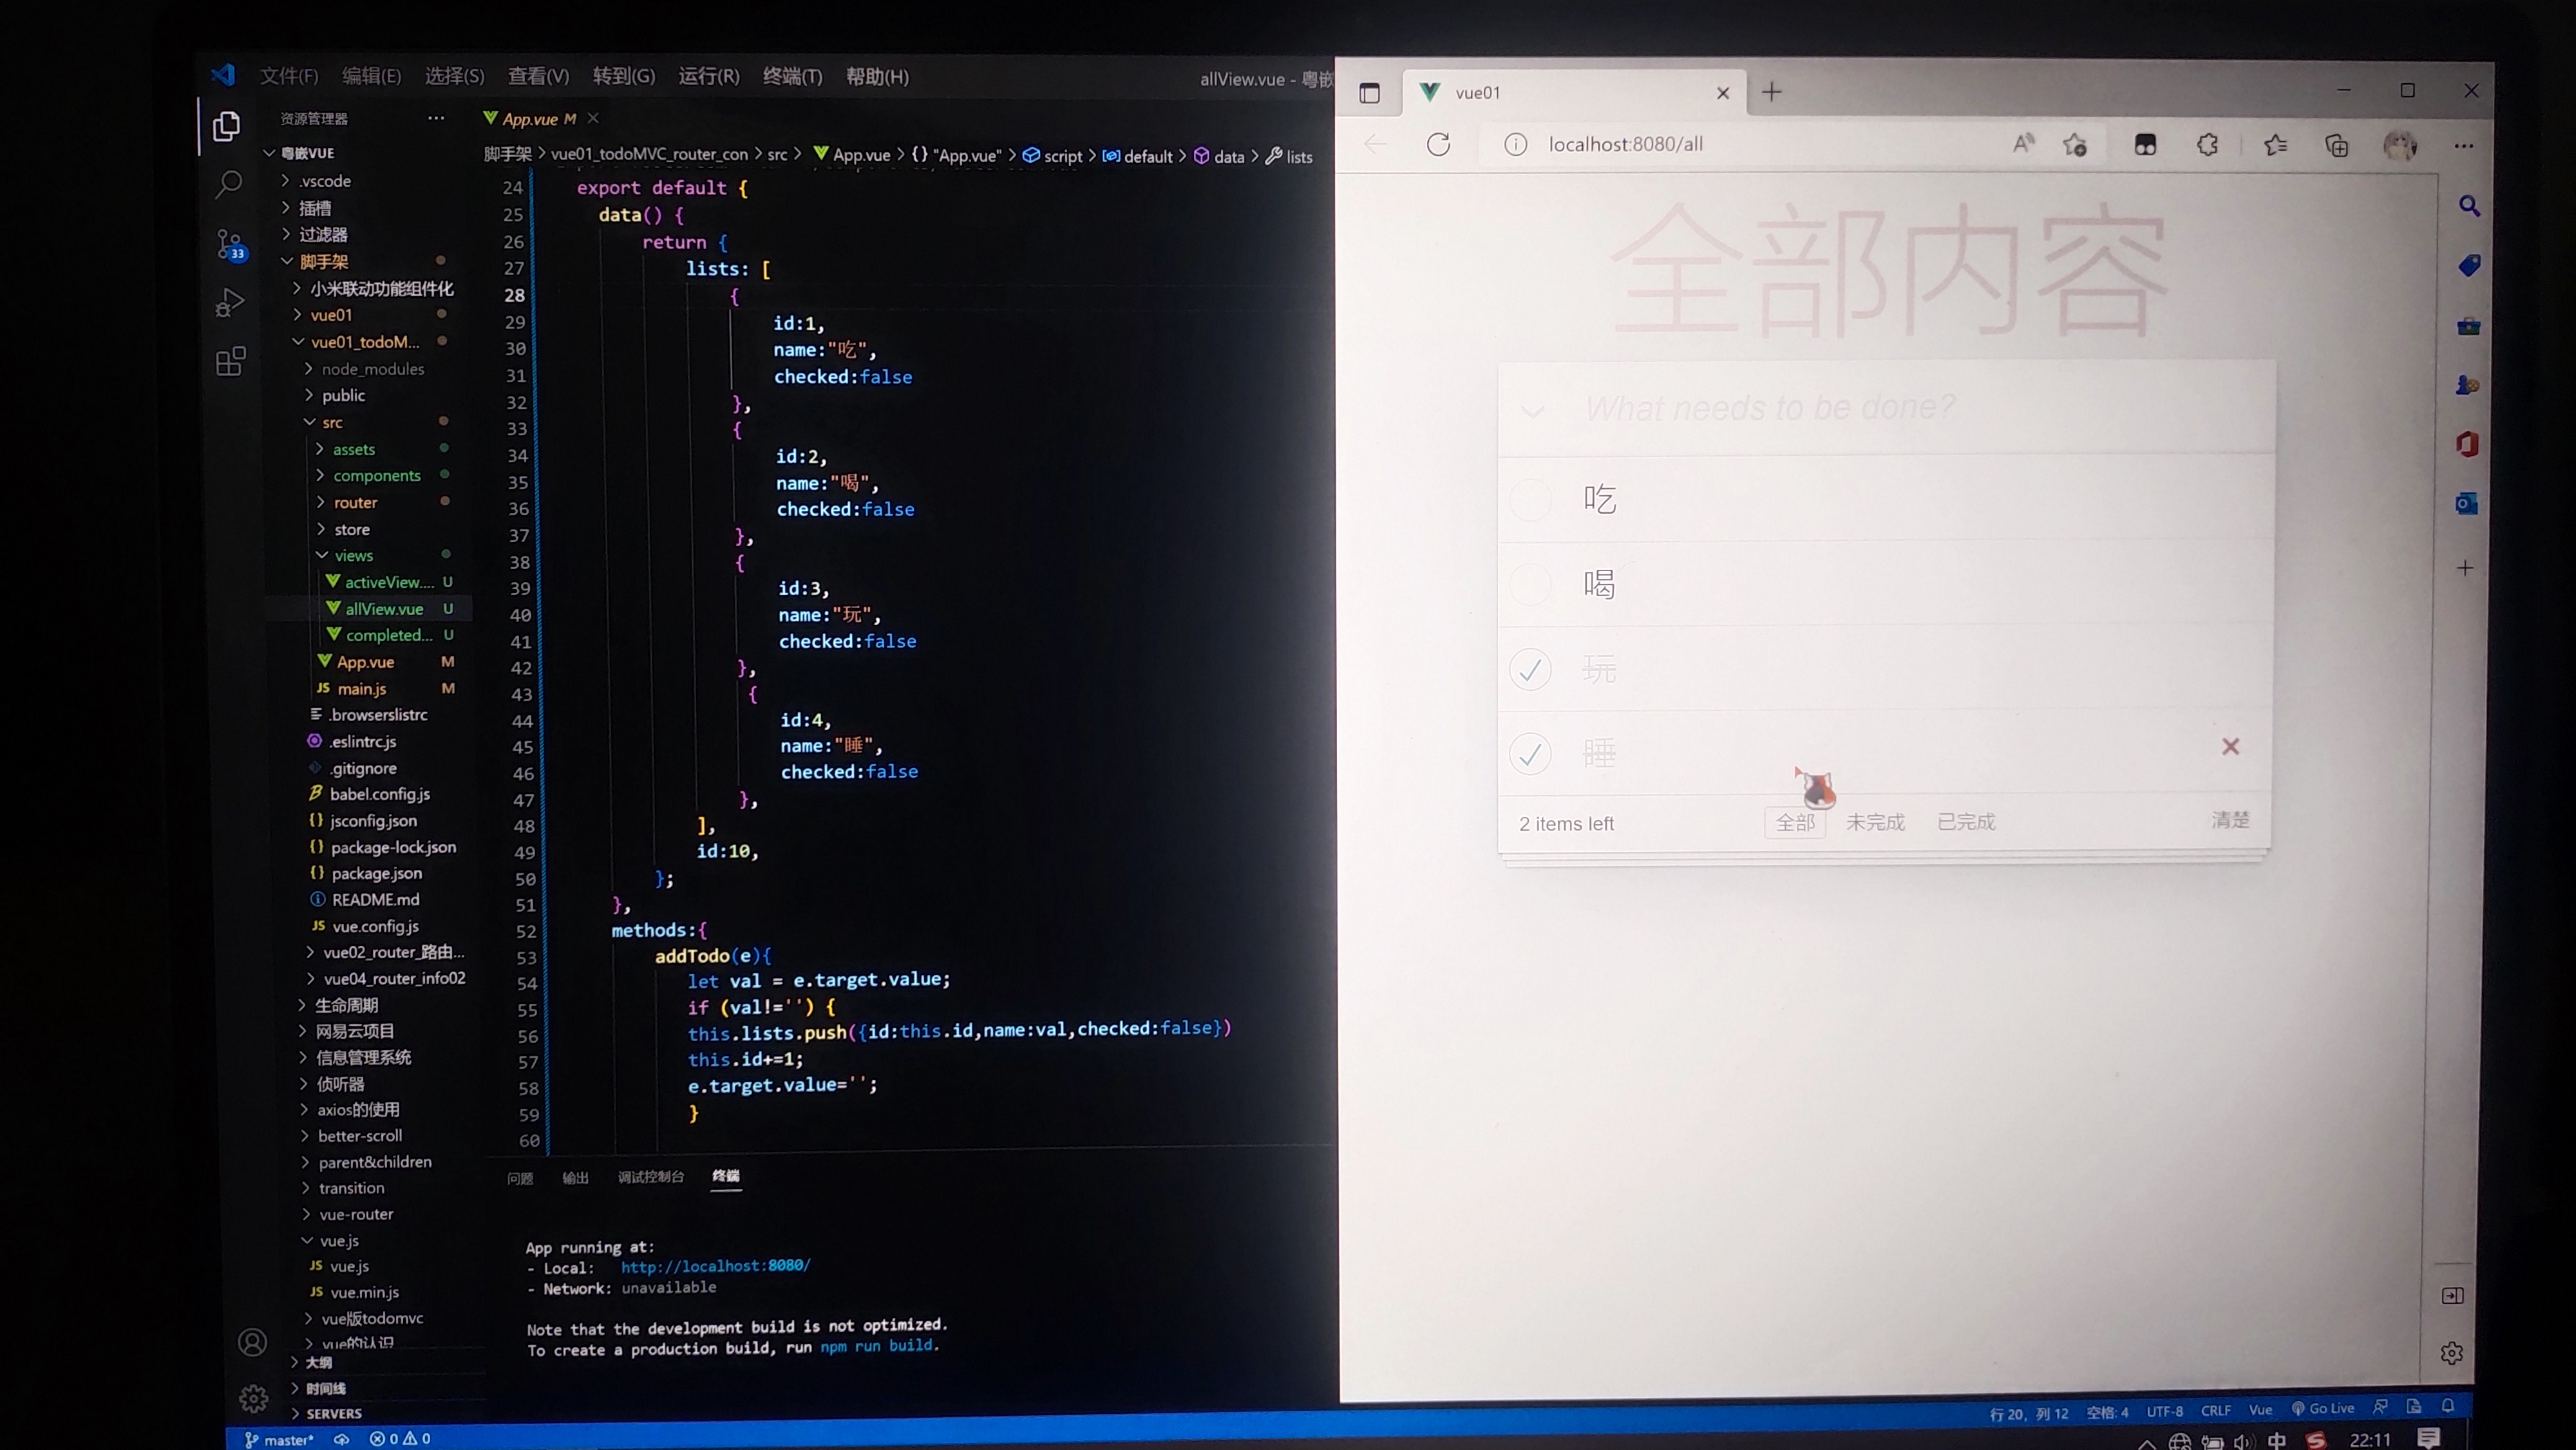 文件(F) 编辑(E) 选择(S) 查看(V) 转到(G) 运行(R) 终端(T) 帮助(H)
allView.vue - 粤嵌
资源管理器 ···
粤嵌VUE
.vscode
插槽
过滤器
脚手架
小米联动功能组件化
vue01
vue01_todoM...
node_modules
public
src
assets
components
router
store
views
activeView.... U
allView.vue U
completed... U
App.vue M
JS main.js M
.browserslistrc
.eslintrc.js
.gitignore
babel.config.js
{} jsconfig.json
{} package-lock.json
{} package.json
README.md
JS vue.config.js
vue02_router_路由...
vue04_router_info02
生命周期
网易云项目
信息管理系统
侦听器
axios的使用
better-scroll
parent&children
transition
vue-router
vue.js
JS vue.js
JS vue.min.js
vue版todomvc
vue的认识
大纲
时间线
SERVERS
33
App.vue M
脚手架 > vue01_todoMVC_router_con > src > App.vue > {} "App.vue" > script > default > data > lists
24 export default {
25 data() {
26 return {
27 lists: [
28 {
29 id:1,
30 name:"吃",
31 checked:false
32 },
33 {
34 id:2,
35 name:"喝",
36 checked:false
37 },
38 {
39 id:3,
40 name:"玩",
41 checked:false
42 },
43 {
44 id:4,
45 name:"睡",
46 checked:false
47 },
48 ],
49 id:10,
50 };
51 },
52 methods:{
53 addTodo(e){
54 let val = e.target.value;
55 if (val!='') {
56 this.lists.push({id:this.id,name:val,checked:false})
57 this.id+=1;
58 e.target.value='';
59 }
60
问题 输出 调试控制台 终端
App running at:
- Local: http://localhost:8080/
- Network: unavailable
Note that the development build is not optimized.
To create a production build, run npm run build.
vue01
localhost:8080/all
全部内容
What needs to be done?
吃
喝
玩
睡
2 items left 全部 未完成 已完成 清楚
行 20，列 12 空格: 4 UTF-8 CRLF Vue Go Live
master* 0 0
中 22:11